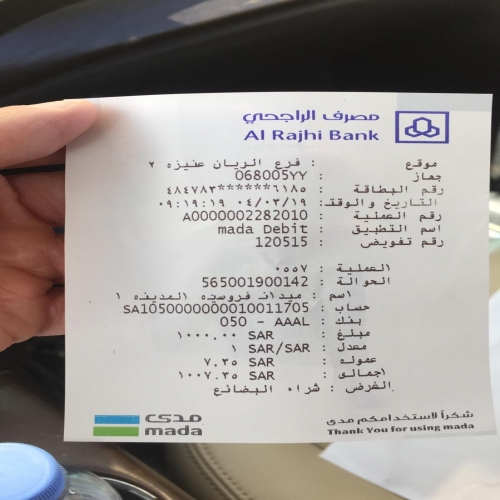 مصرف الراجحي
Al Rajhi Bank
موقع : فرع الريان عنيزه ٢
جهاز : 068005YY
رقم البطاقة : ٤٨٤٧٨٣******٦١٨٥
التاريخ والوقت: ٠٤/٠٣/١٩ ٠٩:١٩:١٩
رقم العملية : A0000002282010
اسم التطبيق : mada Debit
رقم تفويض : 120515
العملية : ٠٥٥٧
الحوالة : 565001900142
اسم : ميدان فروسيه المدينه ١
حساب : SA1050000000010011705
بنك : 050 - AAAL
مبلغ : ١٠٠٠.٠٠ SAR
معدل : ١ SAR/SAR
عموله : ٧.٣٥ SAR
اجمالى : ١٠٠٧.٣٥ SAR
الغرض : شراء البضائع
شكراً لاستخدامكم مدى
Thank You for using mada
مدى
mada